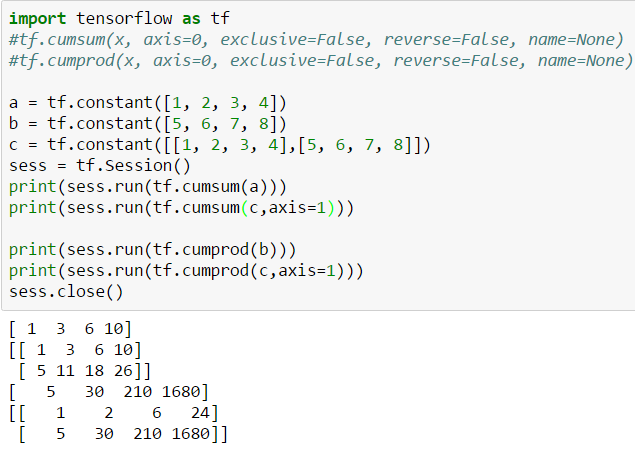 import tensorflow as tf
#tf.cumsum(x, axis=0, exclusive=False, reverse=False, name=None)
#tf.cumprod(x, axis=0, exclusive=False, reverse=False, name=None)
a = tf.constant([1, 2, 3, 4])
b = tf.constant([5, 6, 7, 8])
c = tf.constant([[1, 2, 3, 4],[5, 6, 7, 8]])
sess = tf.Session()
print(sess.run(tf.cumsum(a)))
print(sess.run(tf.cumsum(c,axis=1)))
print(sess.run(tf.cumprod(b)))
print(sess.run(tf.cumprod(c,axis=1)))
sess.close()
[ 1  3  6 10]
[[ 1  3  6 10]
 [ 5 11 18 26]]
[   5   30  210 1680]
[[   1    2    6   24]
 [   5   30  210 1680]]